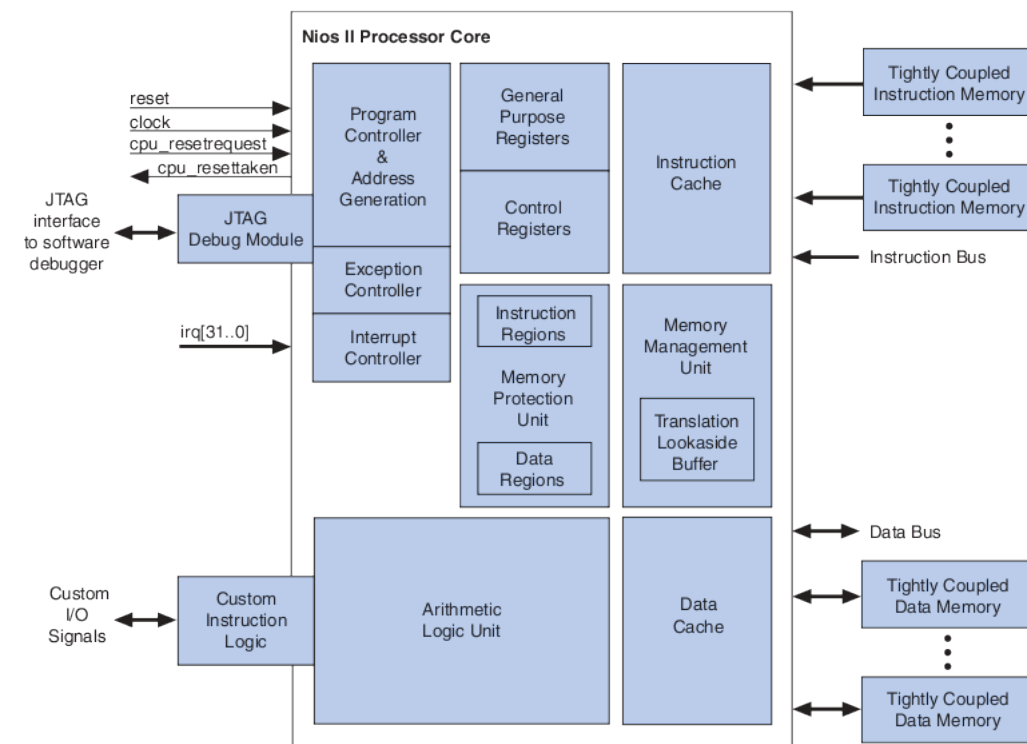 Nios II Processor Core
reset
clock
cpu_resetrequest
cpu_resettaken
JTAG
interface
to software
debugger
JTAG
Debug Module
irq[31..0]
Program
Controller
&
Address
Generation
Exception
Controller
Interrupt
Controller
General
Purpose
Registers
Control
Registers
Instruction
Cache
Instruction
Regions
Memory
Protection
Unit
Data
Regions
Memory
Management
Unit
Translation
Lookaside
Buffer
Tightly Coupled
Instruction Memory
Tightly Coupled
Instruction Memory
Instruction Bus
Custom
I/O
Signals
Custom
Instruction
Logic
Arithmetic
Logic Unit
Data
Cache
Data Bus
Tightly Coupled
Data Memory
Tightly Coupled
Data Memory